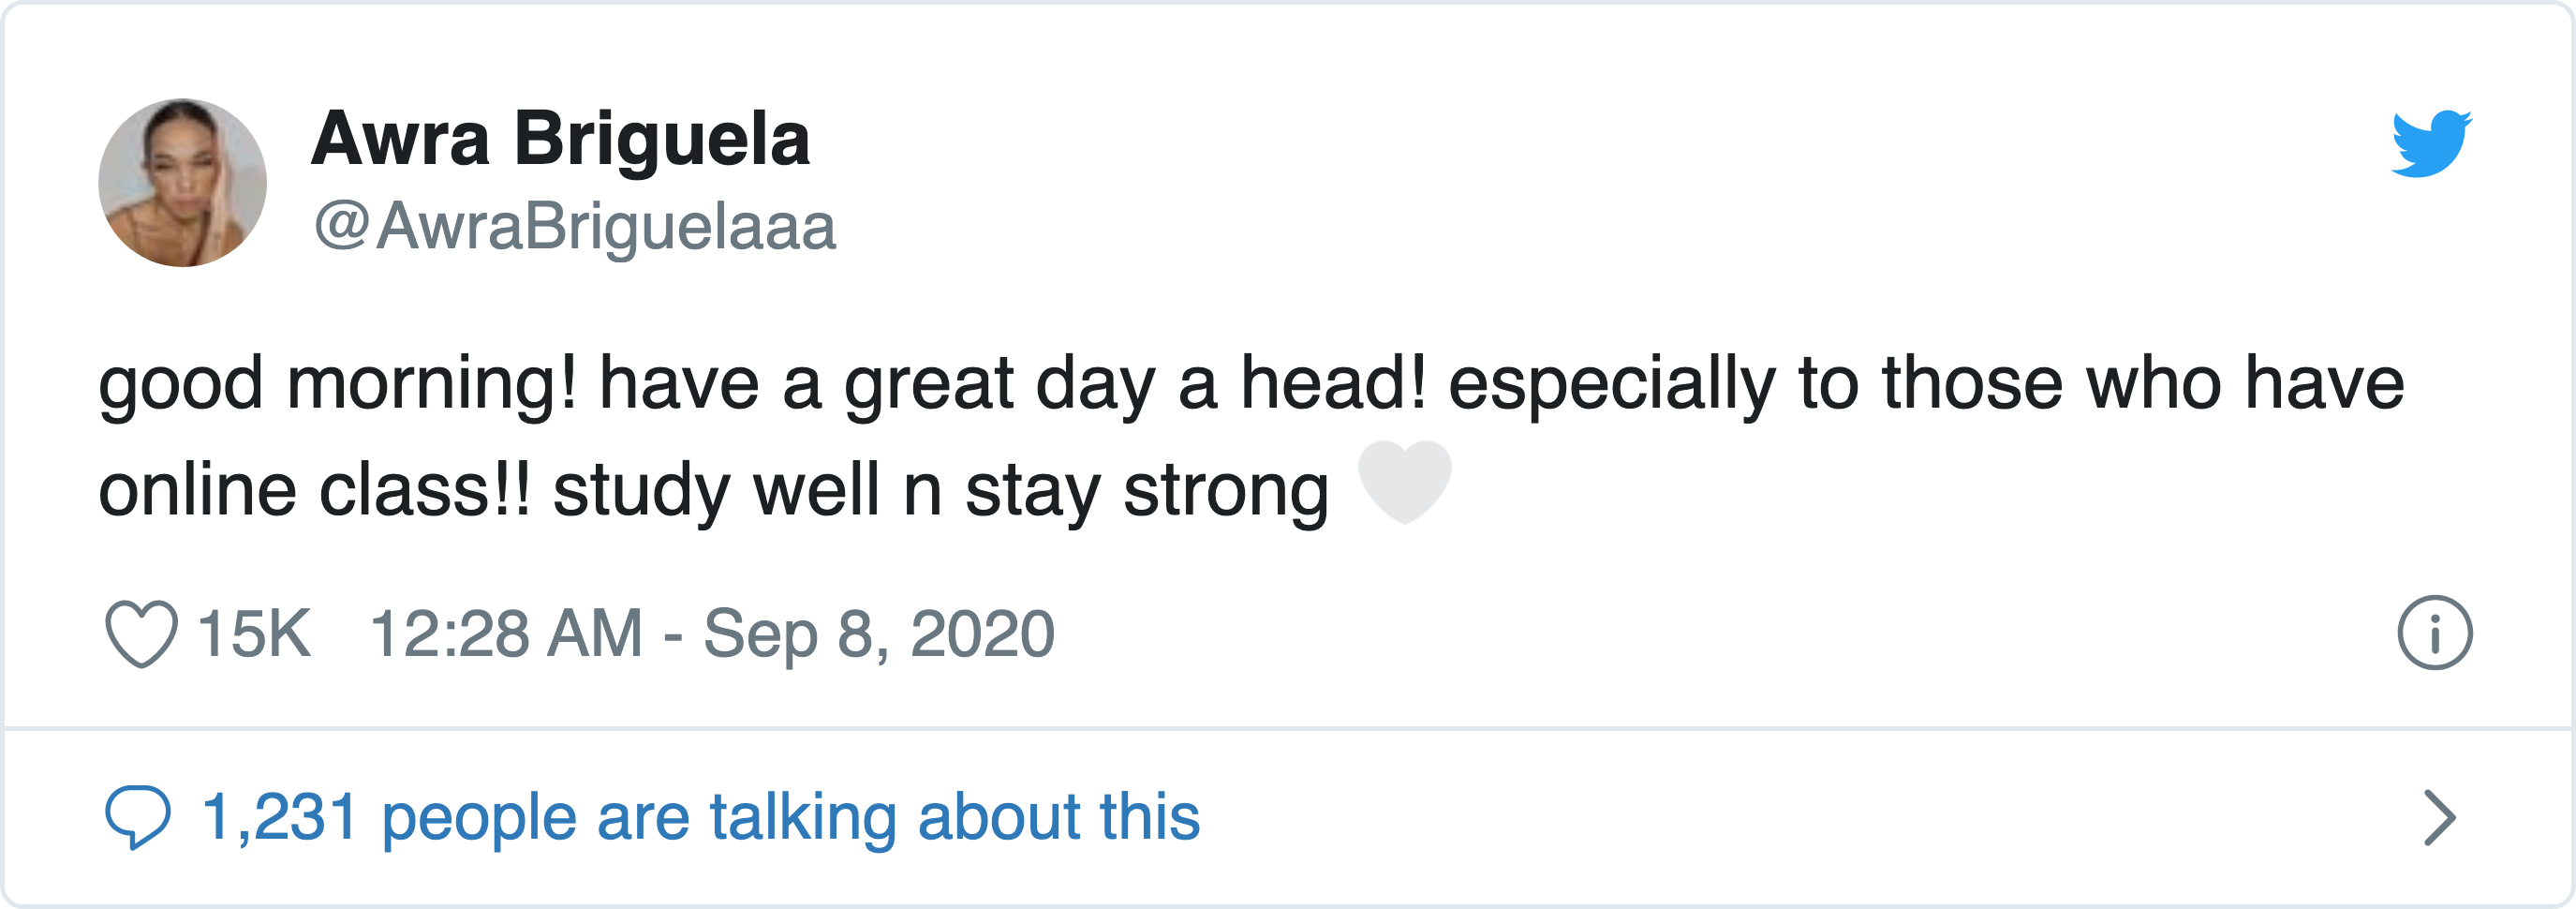 Awra Briguela
@AwraBriguelaaa
good morning! have a great day a head! especially to those who have
online class!! study well n stay strong 🤍
15K 12:28 AM - Sep 8, 2020
1,231 people are talking about this